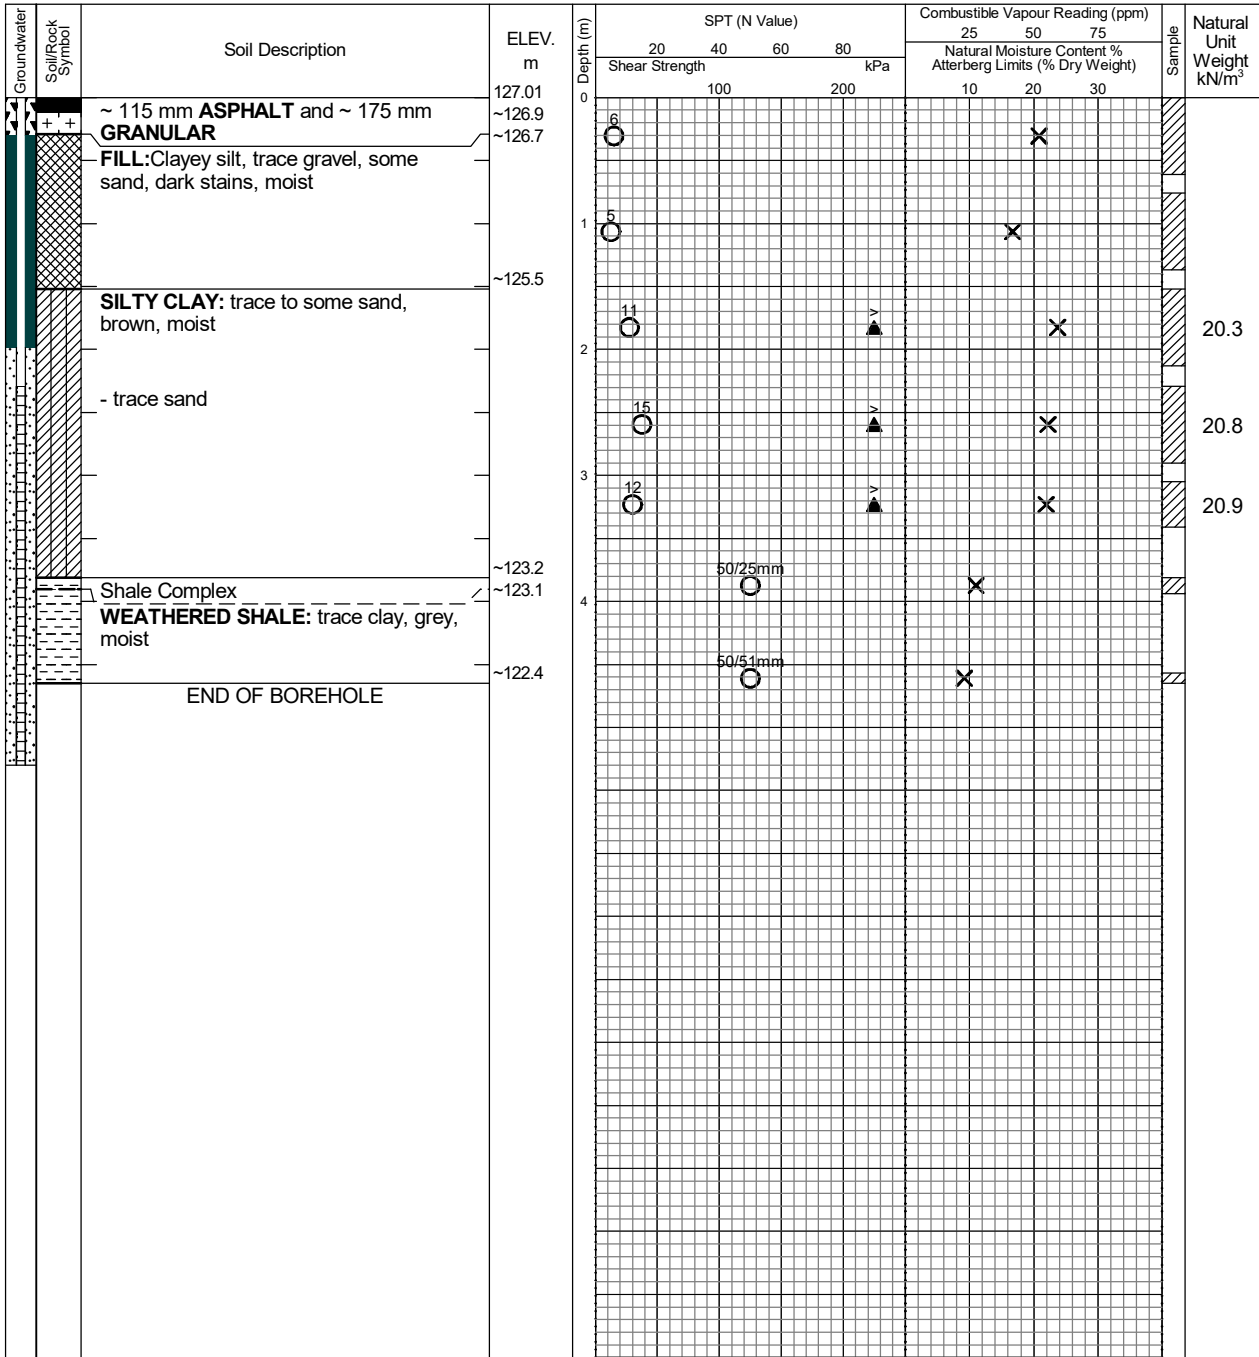 Groundwater
Soil/Rock
Symbol
Soil Description
ELEV.
m
Depth (m)
SPT (N Value)
20 40 60 80
Shear Strength kPa
100 200
Combustible Vapour Reading (ppm)
25 50 75
Natural Moisture Content %
Atterberg Limits (% Dry Weight)
10 20 30
Sample
Natural
Unit
Weight
kN/m³
127.01
0
~ 115 mm ASPHALT and ~ 175 mm
GRANULAR
~126.9
~126.7
6
FILL:Clayey silt, trace gravel, some
sand, dark stains, moist
5
1
~125.5
SILTY CLAY: trace to some sand,
brown, moist
11
>
20.3
2
- trace sand
15
>
20.8
3
12
>
20.9
~123.2
50/25mm
Shale Complex
~123.1
4
WEATHERED SHALE: trace clay, grey,
moist
50/51mm
~122.4
END OF BOREHOLE